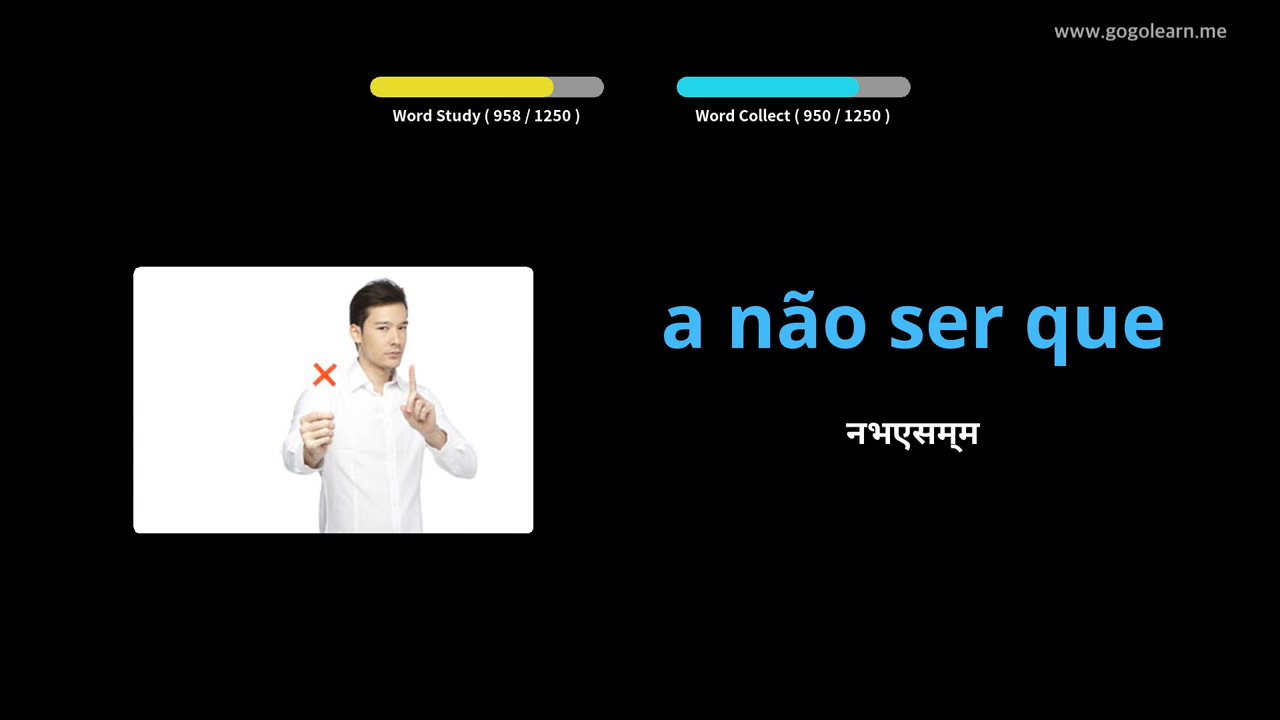 www.gogolearn.me
Word Study ( 958 / 1250 )
Word Collect ( 950 / 1250 )
a não ser que
नभएसम्म